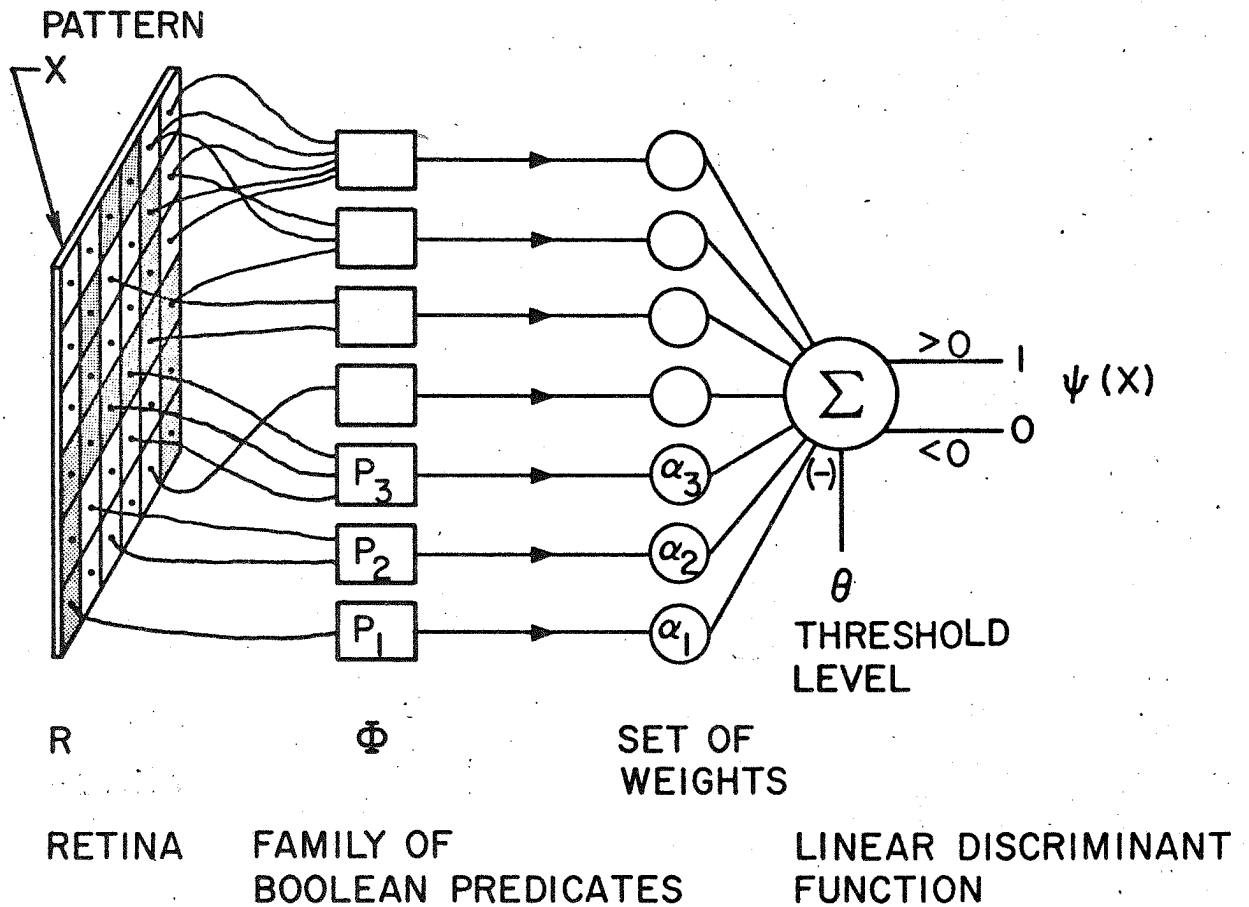 PATTERN
X
P3
P2
P1
α3
α2
α1
Σ
(-)
>0
1
<0
0
ψ(X)
θ
THRESHOLD
LEVEL
R
Φ
SET OF
WEIGHTS
RETINA
FAMILY OF
BOOLEAN PREDICATES
LINEAR DISCRIMINANT
FUNCTION